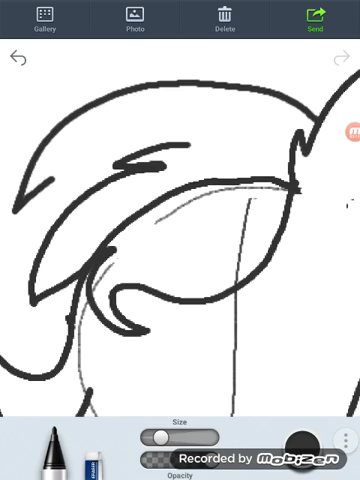 Gallery
Photo
Delete
Send
Size
Recorded by Mobizen
Opacity